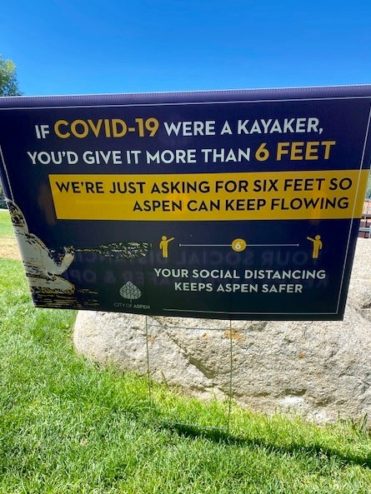 IF COVID-19 WERE A KAYAKER,
YOU'D GIVE IT MORE THAN 6 FEET
WE'RE JUST ASKING FOR SIX FEET SO
ASPEN CAN KEEP FLOWING
6
YOUR SOCIAL DISTANCING
KEEPS ASPEN SAFER
CITY OF ASPEN